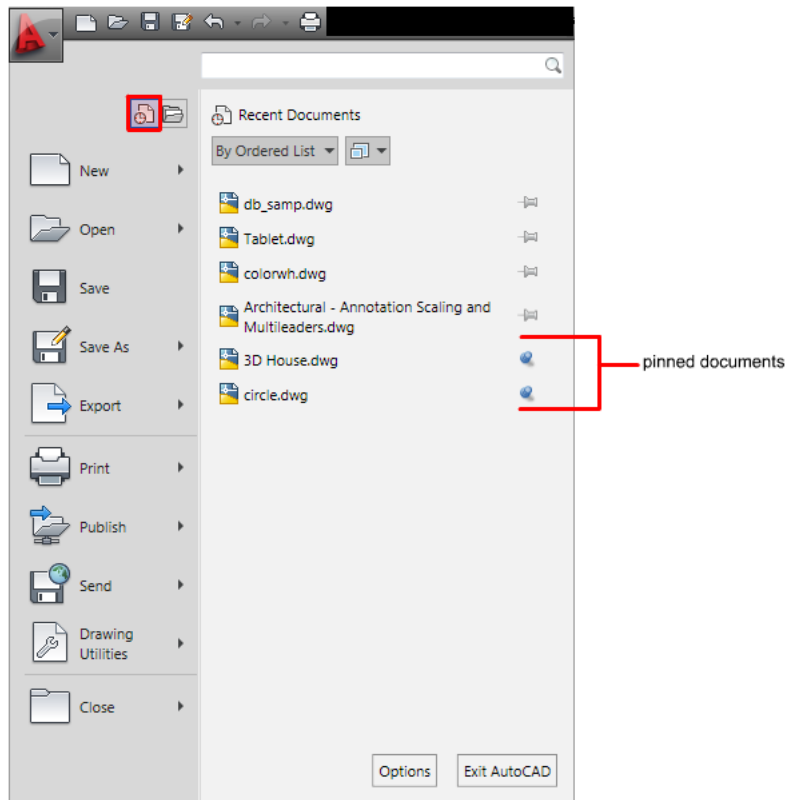 Recent Documents
By Ordered List
New
db_samp.dwg
Open
Tablet.dwg
colorwh.dwg
Save
Architectural - Annotation Scaling and
Multileaders.dwg
Save As
3D House.dwg
pinned documents
circle.dwg
Export
Print
Publish
Send
Drawing
Utilities
Close
Options
Exit AutoCAD